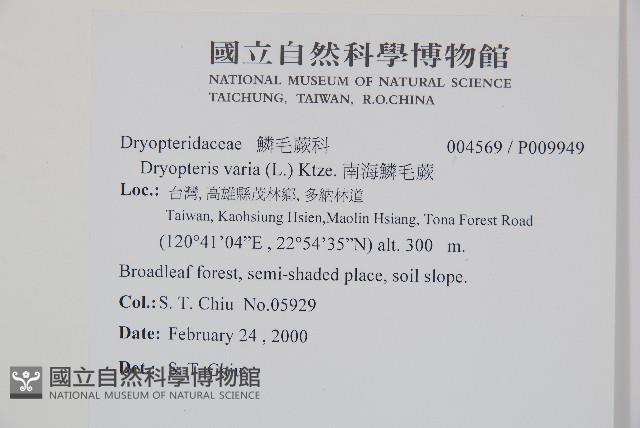 國立自然科學博物館
NATIONAL MUSEUM OF NATURAL SCIENCE
TAICHUNG, TAIWAN, R.O.CHINA
Dryopteridaceae 鱗毛蕨科 004569 / P009949
Dryopteris varia (L.) Ktze. 南海鱗毛蕨
Loc.: 台灣, 高雄縣茂林鄉, 多納林道
Taiwan, Kaohsiung Hsien,Maolin Hsiang, Tona Forest Road
(120°41’04”E , 22°54’35”N) alt. 300 m.
Broadleaf forest, semi-shaded place, soil slope.
Col.: S. T. Chiu No.05929
Date: February 24 , 2000
Det.: S. T. Chiu
國立自然科學博物館
NATIONAL MUSEUM OF NATURAL SCIENCE